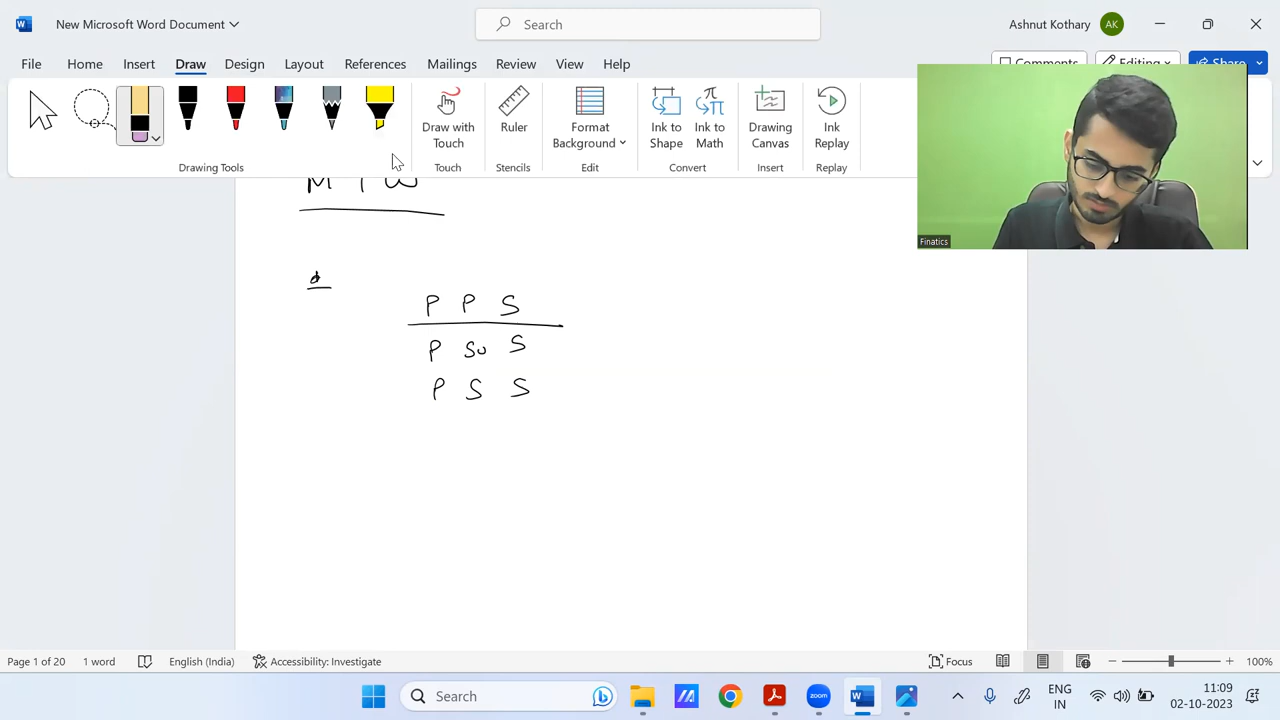 New Microsoft Word Document
Search
Ashnut Kothary AK
File Home Insert Draw Design Layout References Mailings Review View Help
Comments Editing Share
Draw with Touch
Ruler
Format Background
Ink to Shape
Ink to Math
Drawing Canvas
Ink Replay
Drawing Tools Touch Stencils Edit Convert Insert Replay
M T W
Finatics
P P S
P Su S
P S S
Page 1 of 20 1 word English (India) Accessibility: Investigate Focus 100%
Search zoom ENG IN 11:09 02-10-2023